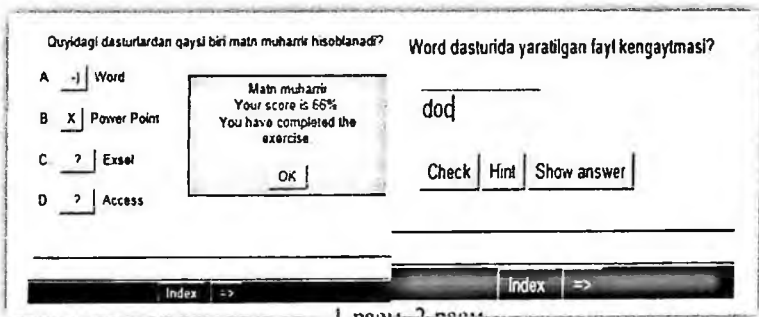 Quyidagi dasturlardan qaysi biri matn muharrir hisoblanadi?
A -) Word
B X Power Point
C ? Exsel
D ? Access
Matn muharrir
Your score is 66%
You have completed the
exercise
OK
Index =>
Word dasturida yaratilgan fayl kengaytmasi?
dod
Check Hint Show answer
Index =>